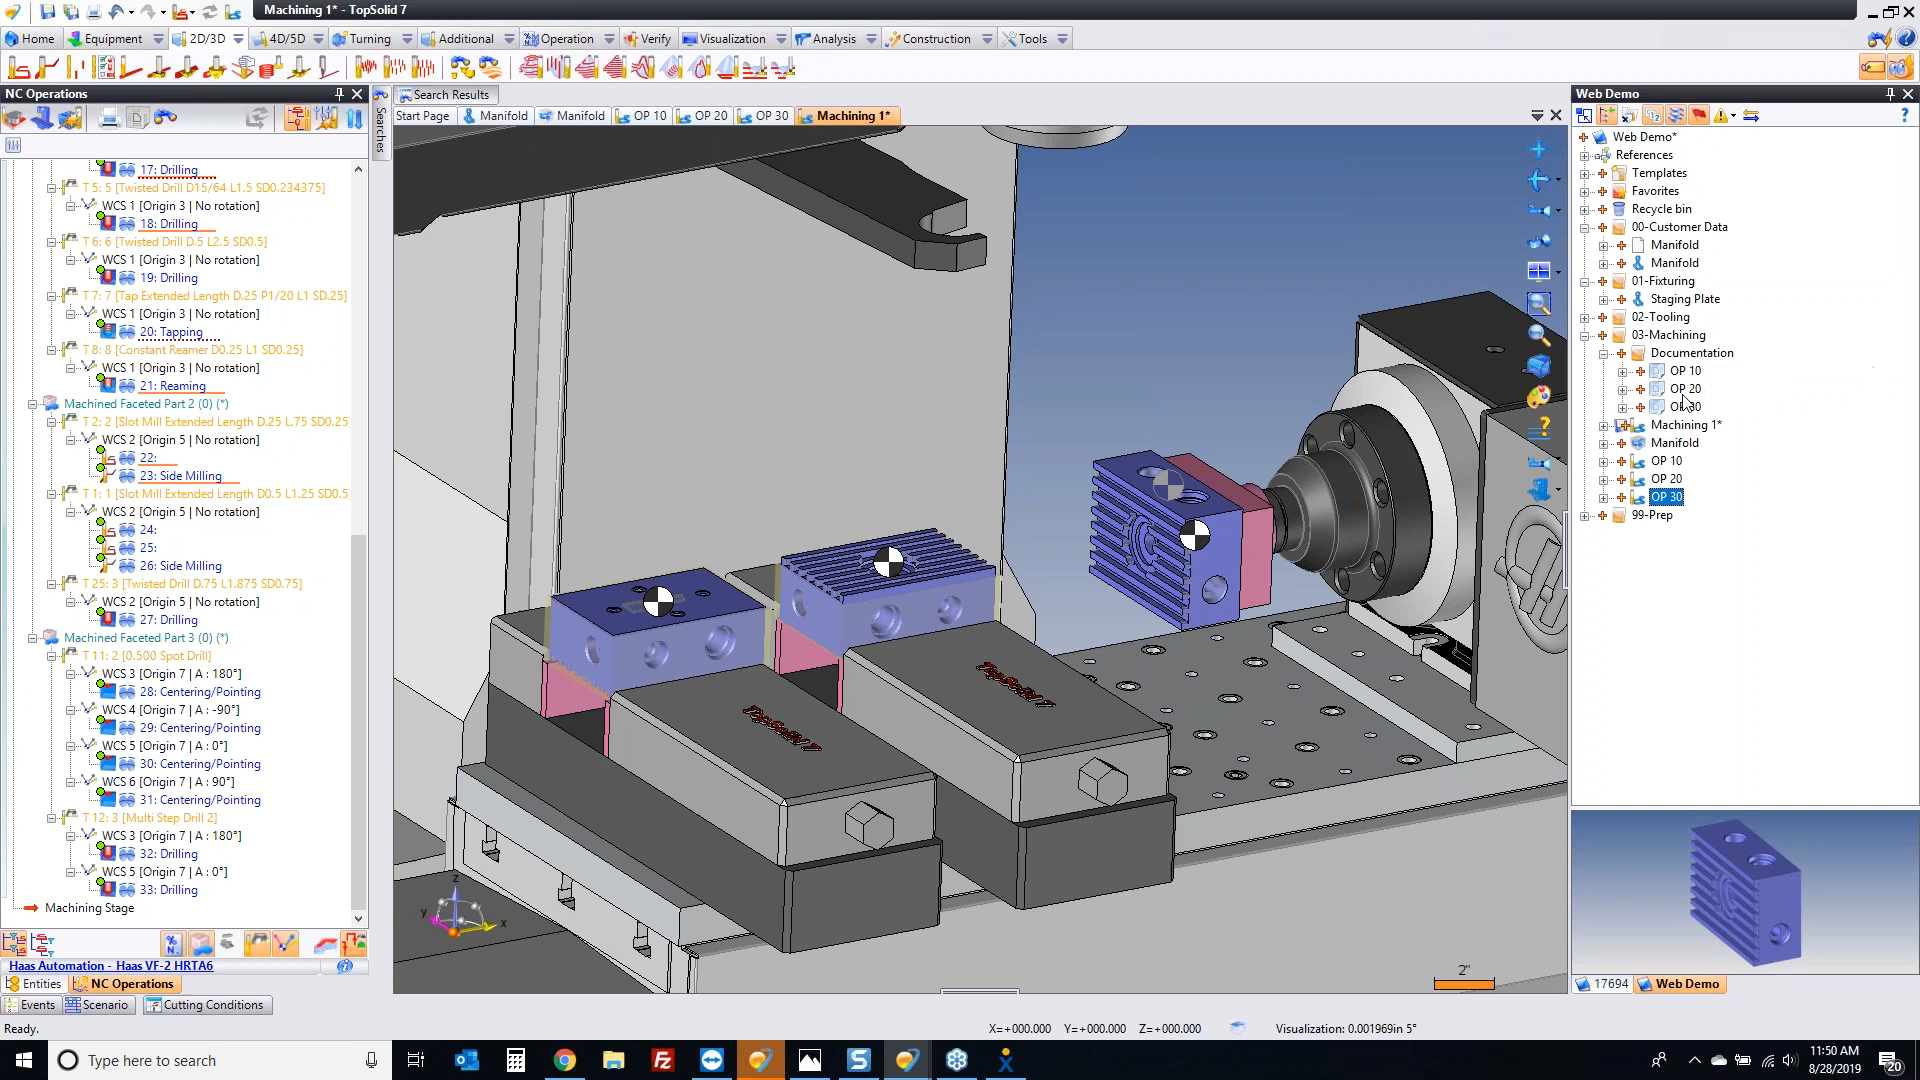 Machining 1* - TopSolid 7
Home
Equipment
2D/3D
4D/5D
Turning
Additional
Operation
Verify
Visualization
Analysis
Construction
Tools
NC Operations
17: Drilling
T 5: 5 [Twisted Drill D15/64 L1.5 SD0.234375]
WCS 1 [Origin 3 | No rotation]
18: Drilling
T 6: 6 [Twisted Drill D.5 L2.5 SD0.5]
WCS 1 [Origin 3 | No rotation]
19: Drilling
T 7: 7 [Tap Extended Length D.25 P1/20 L1 SD.25]
WCS 1 [Origin 3 | No rotation]
20: Tapping
T 8: 8 [Constant Reamer D0.25 L1 SD0.25]
WCS 1 [Origin 3 | No rotation]
21: Reaming
Machined Faceted Part 2 (0) (*)
T 2: 2 [Slot Mill Extended Length D.25 L.75 SD0.25]
WCS 2 [Origin 5 | No rotation]
22:
23: Side Milling
T 1: 1 [Slot Mill Extended Length D0.5 L1.25 SD0.5]
WCS 2 [Origin 5 | No rotation]
24:
25:
26: Side Milling
T 25: 3 [Twisted Drill D.75 L1.875 SD0.75]
WCS 2 [Origin 5 | No rotation]
27: Drilling
Machined Faceted Part 3 (0) (*)
T 11: 2 [0.500 Spot Drill]
WCS 3 [Origin 7 | A : 180°]
28: Centering/Pointing
WCS 4 [Origin 7 | A : -90°]
29: Centering/Pointing
WCS 5 [Origin 7 | A : 0°]
30: Centering/Pointing
WCS 6 [Origin 7 | A : 90°]
31: Centering/Pointing
T 12: 3 [Multi Step Drill 2]
WCS 3 [Origin 7 | A : 180°]
32: Drilling
WCS 5 [Origin 7 | A : 0°]
33: Drilling
Machining Stage
Haas Automation - Haas VF-2 HRTA6
Entities
NC Operations
Events
Scenario
Cutting Conditions
Ready.
Searches
Search Results
Start Page
Manifold
Manifold
OP 10
OP 20
OP 30
Machining 1*
TopSolid 7
TopSolid 7
z
y
x
2"
X=+000.000 Y=+000.000 Z=+000.000
Visualization: 0.001969in 5°
Web Demo
Web Demo*
References
Templates
Favorites
Recycle bin
00-Customer Data
Manifold
Manifold
01-Fixturing
Staging Plate
02-Tooling
03-Machining
Documentation
OP 10
OP 20
OP 30
Machining 1*
Manifold
OP 10
OP 20
OP 30
99-Prep
17694
Web Demo
Type here to search
11:50 AM
8/28/2019
20